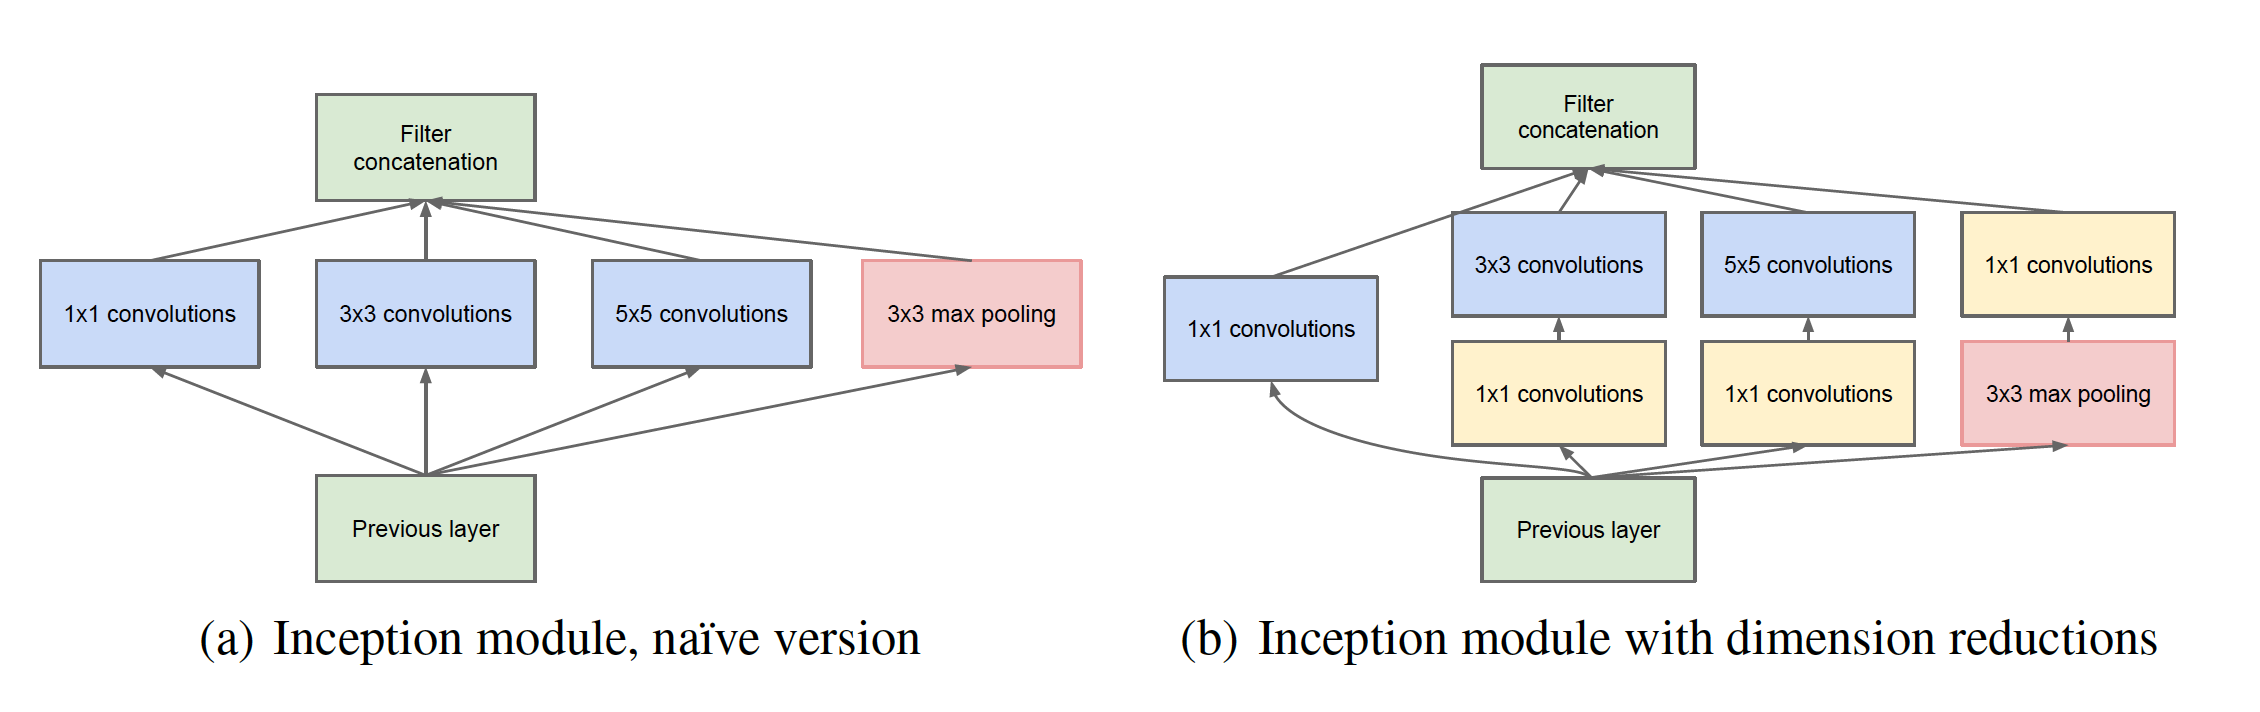 Filter
concatenation
1x1 convolutions
3x3 convolutions
5x5 convolutions
3x3 max pooling
Previous layer
(a) Inception module, naïve version
Filter
concatenation
3x3 convolutions
5x5 convolutions
1x1 convolutions
1x1 convolutions
1x1 convolutions
1x1 convolutions
3x3 max pooling
Previous layer
(b) Inception module with dimension reductions